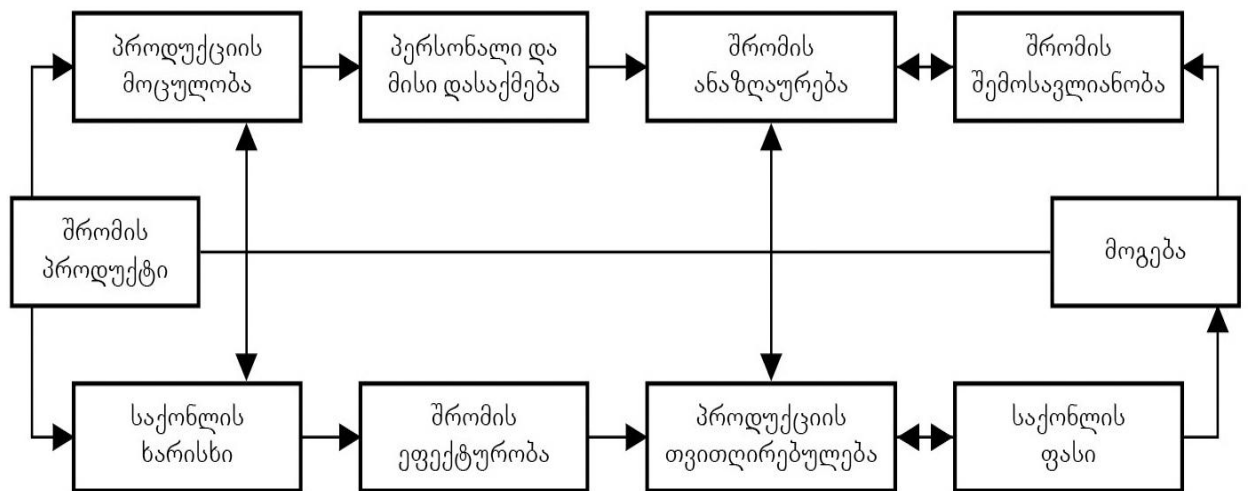 პროდუქციის
მოცულობა
პერსონალი და
მისი დასაქმება
შრომის
ანაზღაურება
შრომის
შემოსავლიანობა
შრომის
პროდუქტი
მოგება
საქონლის
ხარისხი
შრომის
ეფექტურობა
პროდუქციის
თვითღირებულება
საქონლის
ფასი